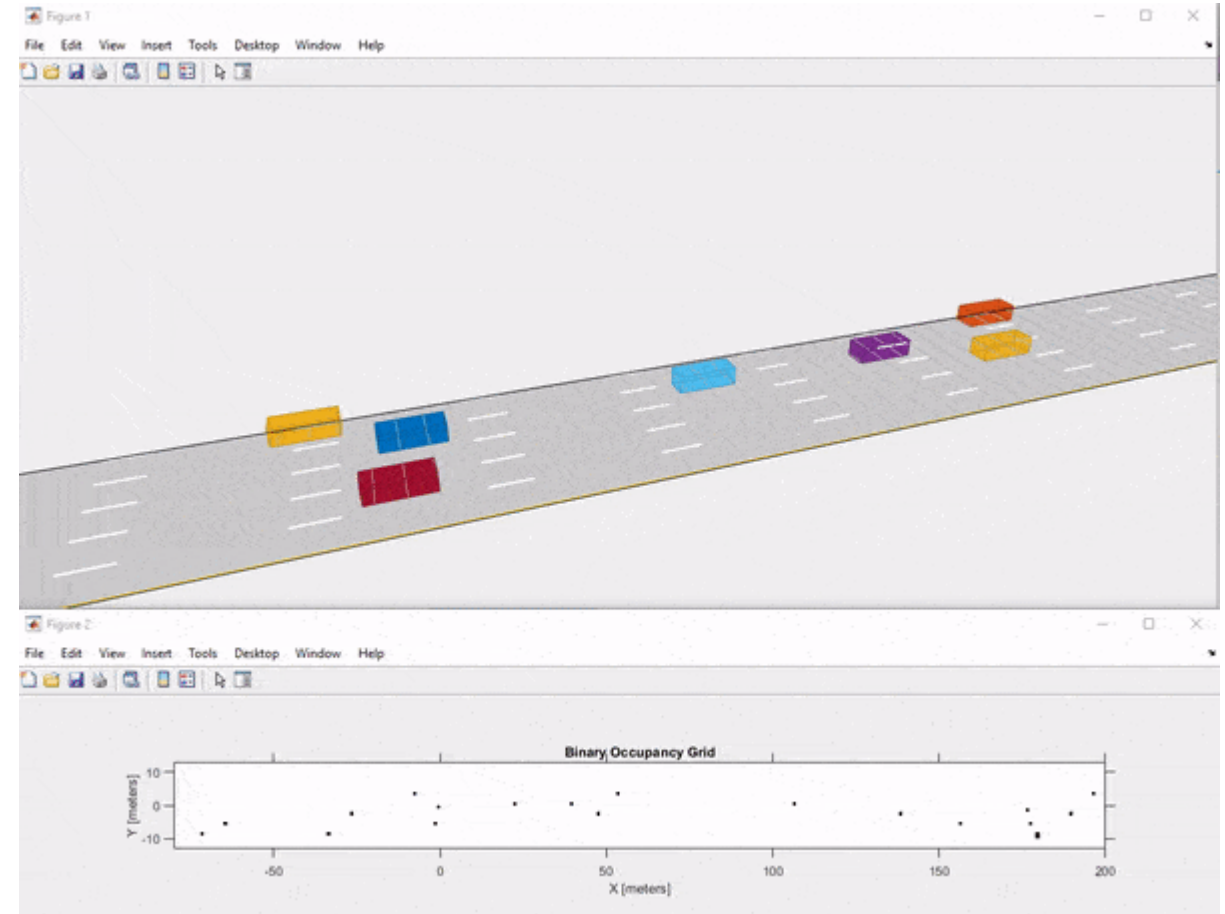 Figure 1
File Edit View Insert Tools Desktop Window Help
Figure 2
File Edit View Insert Tools Desktop Window Help
Binary Occupancy Grid
Y [meters]
10
0
-10
-50 0 50 100 150 200
X [meters]